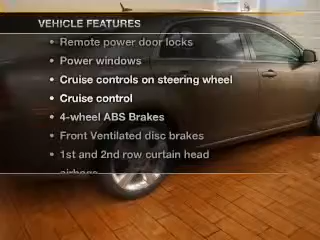 VEHICLE FEATURES
• Remote power door locks
• Power windows
• Cruise controls on steering wheel
• Cruise control
• 4-wheel ABS Brakes
• Front Ventilated disc brakes
• 1st and 2nd row curtain head
airbags